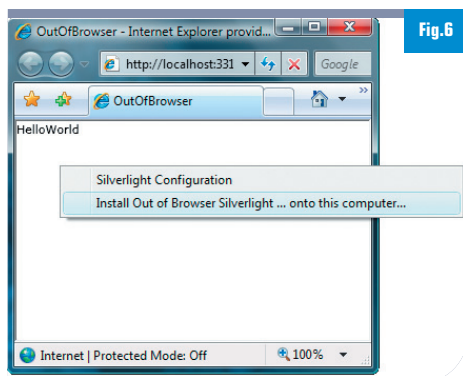 Fig.6
OutOfBrowser - Internet Explorer provid...
http://localhost:331
Google
OutOfBrowser
HelloWorld
Silverlight Configuration
Install Out of Browser Silverlight ... onto this computer...
Internet | Protected Mode: Off
100%